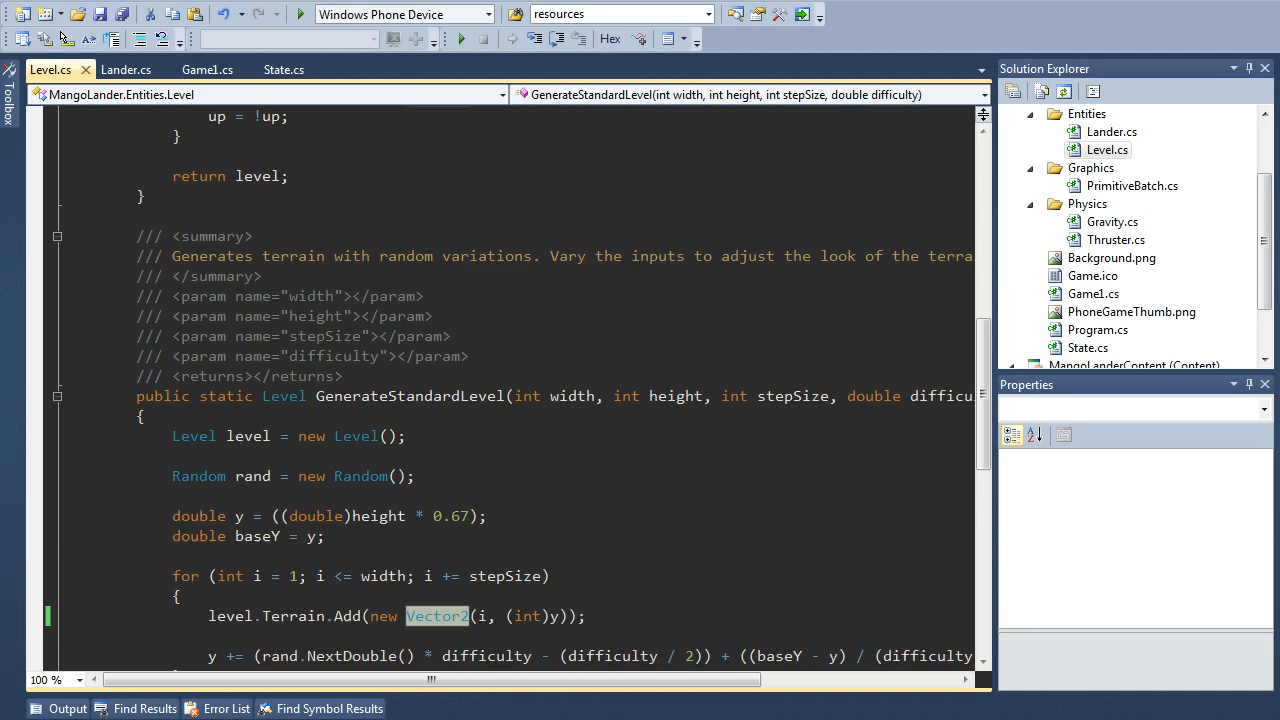 Windows Phone Device
resources
Hex
Toolbox
Level.cs
Lander.cs
Game1.cs
State.cs
MangoLander.Entities.Level
GenerateStandardLevel(int width, int height, int stepSize, double difficulty)
up = !up;
}
return level;
}
/// <summary>
/// Generates terrain with random variations. Vary the inputs to adjust the look of the terra
/// </summary>
/// <param name="width"></param>
/// <param name="height"></param>
/// <param name="stepSize"></param>
/// <param name="difficulty"></param>
/// <returns></returns>
public static Level GenerateStandardLevel(int width, int height, int stepSize, double difficu
{
Level level = new Level();
Random rand = new Random();
double y = ((double)height * 0.67);
double baseY = y;
for (int i = 1; i <= width; i += stepSize)
{
level.Terrain.Add(new Vector2(i, (int)y));
y += (rand.NextDouble() * difficulty - (difficulty / 2)) + ((baseY - y) / (difficulty
100 %
Output
Find Results
Error List
Find Symbol Results
Solution Explorer
Entities
Lander.cs
Level.cs
Graphics
PrimitiveBatch.cs
Physics
Gravity.cs
Thruster.cs
Background.png
Game.ico
Game1.cs
PhoneGameThumb.png
Program.cs
State.cs
MangoLanderContent (Content)
Properties